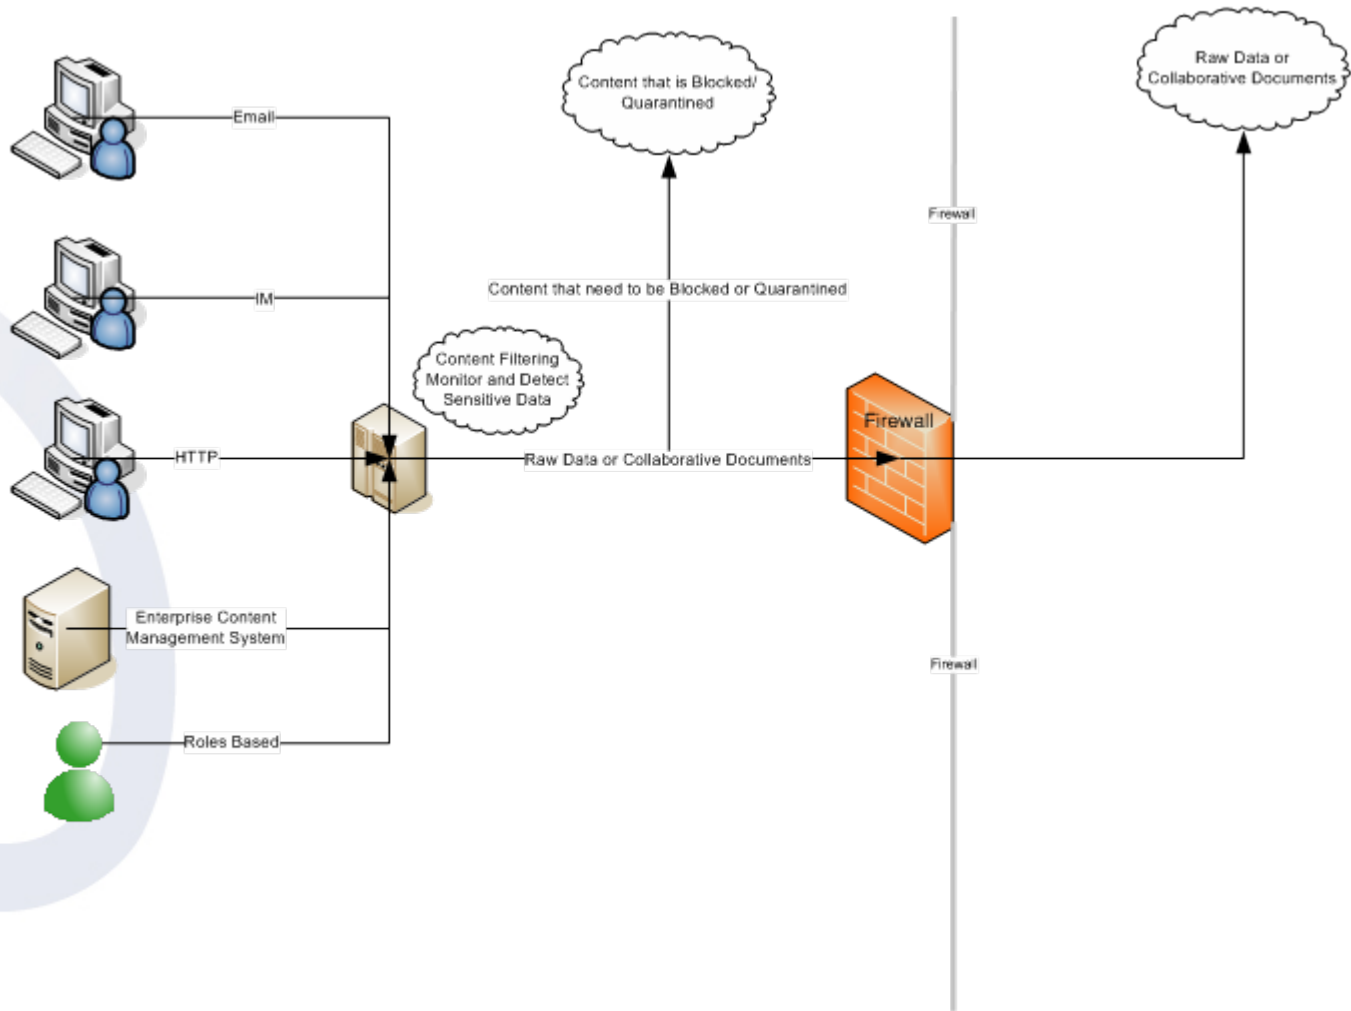 Raw Data or
Collaborative Documents
Content that is Blocked/
Quarantined
Email
Firewall
Content that need to be Blocked or Quarantined
IM
Content Filtering
Monitor and Detect
Sensitive Data
Firewall
HTTP
Raw Data or Collaborative Documents
Enterprise Content
Management System
Firewall
Roles Based